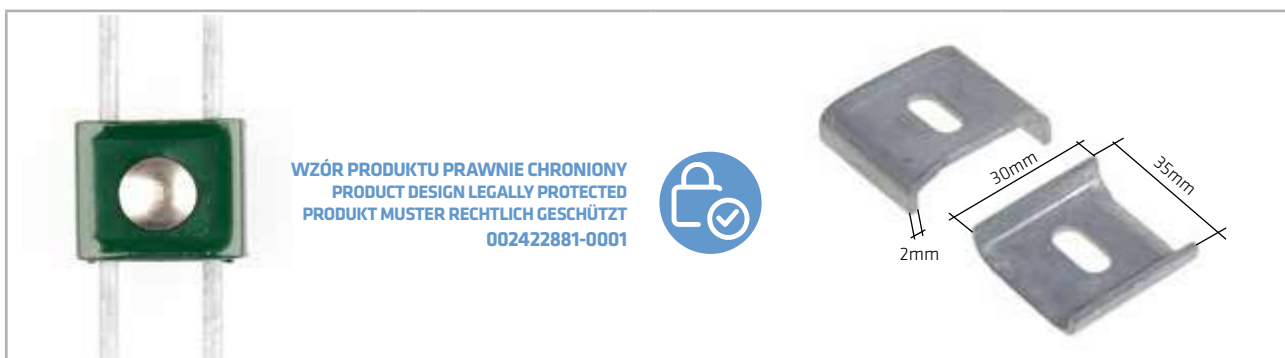 WZÓR PRODUKTU PRAWNIE CHRONIONY
PRODUCT DESIGN LEGALLY PROTECTED
PRODUKT MUSTER RECHTLICH GESCHÜTZT
002422881-0001
30mm
35mm
2mm